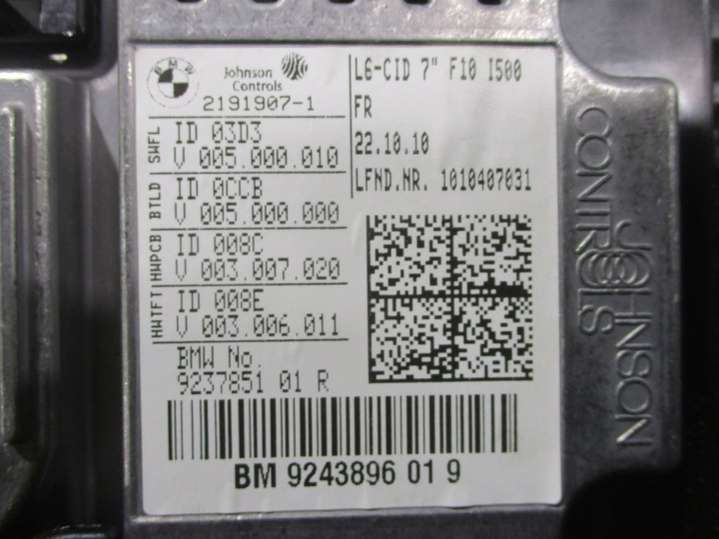 BMW
Johnson Controls
2191907-1
SWFL ID 03D3
V 005.000.010
BTLD ID 0CCB
V 005.000.000
HWPCB ID 008C
V 003.007.020
HWTFT ID 008E
V 003.006.011
BMW No.
9237851 01 R
L6-CID 7" F10 I500
FR
22.10.10
LFND.NR. 1010407031
BM 9243896 01 9
JOHNSON
CONTROLS